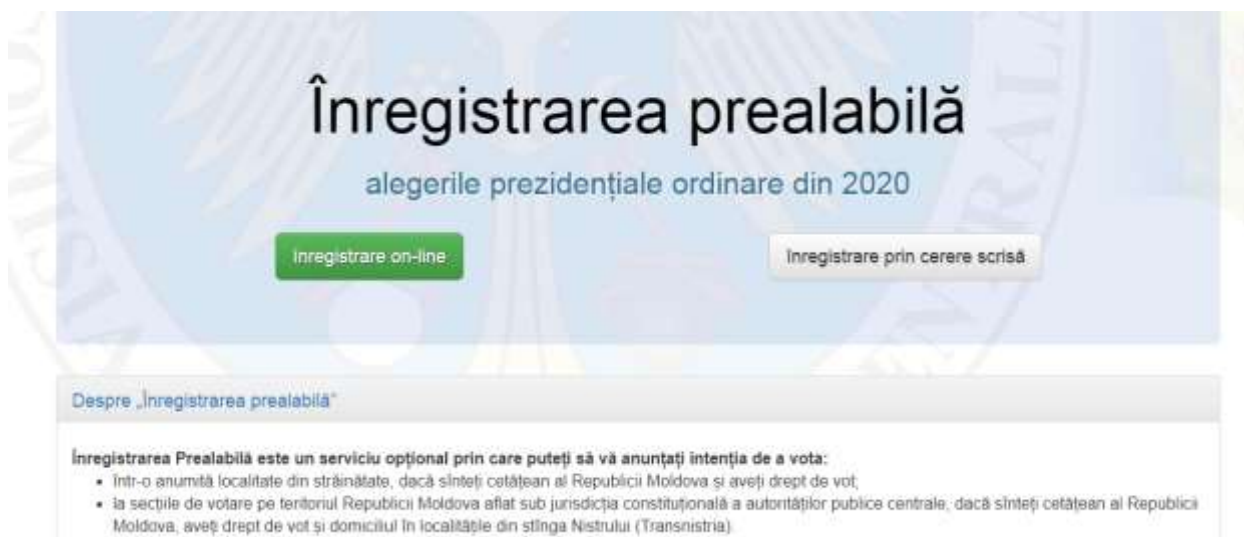 Înregistrarea prealabilă
alegerile prezidențiale ordinare din 2020
Inregistrare on-line
Inregistrare prin cerere scrisă
Despre „Înregistrarea prealabilă"
Înregistrarea Prealabilă este un serviciu opțional prin care puteți să vă anunțați intenția de a vota:
într-o anumită localitate din străinătate, dacă sînteți cetățean al Republicii Moldova și aveți drept de vot;
la secțiile de votare pe teritoriul Republicii Moldova aflat sub jurisdicția constituțională a autorităților publice centrale, dacă sînteți cetățean al Republicii
Moldova, aveți drept de vot și domiciliul în localitățile din stînga Nistrului (Transnistria).